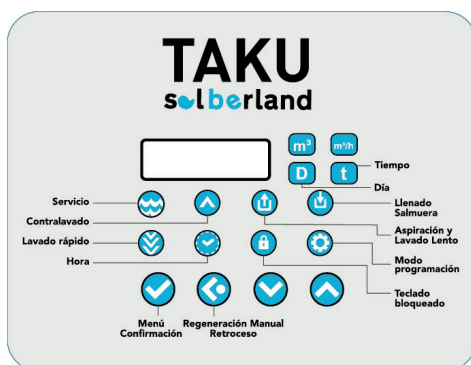 TAKU
solberland
m³
m³/h
D
t
Tiempo
Día
Servicio
Contralavado
Lavado rápido
Hora
Llenado
Salmuera
Aspiración y
Lavado Lento
Modo
programación
Teclado
bloqueado
Menú
Confirmación
Regeneración Manual
Retroceso